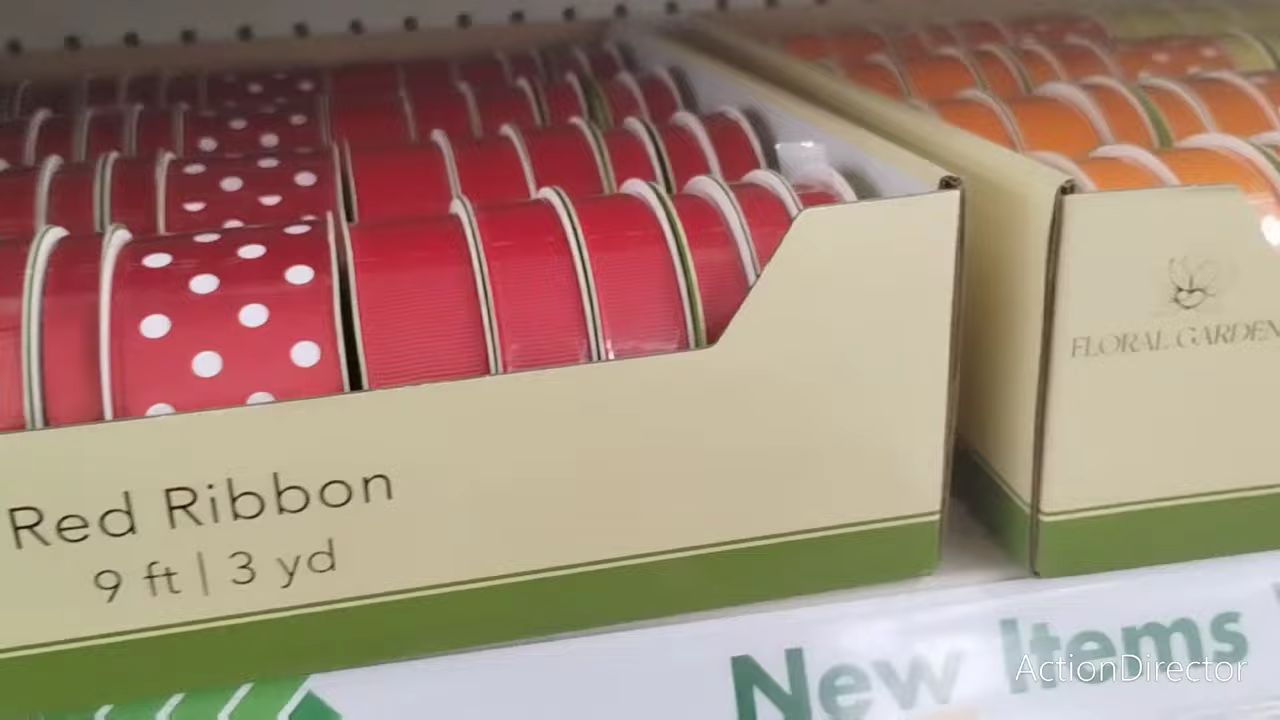 Red Ribbon
9 ft | 3 yd
FLORAL GARDEN
New Items
ActionDirector